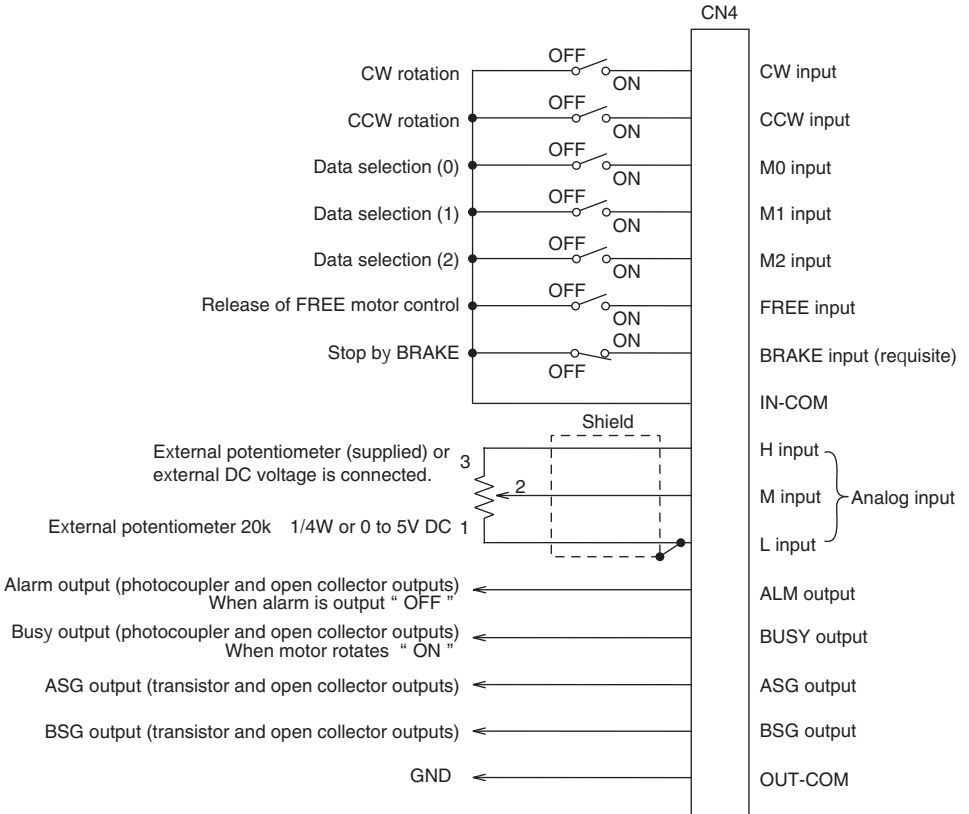 CN4
OFF
CW rotation
ON
CW input
OFF
CCW rotation
ON
CCW input
OFF
Data selection (0)
ON
M0 input
OFF
Data selection (1)
ON
M1 input
OFF
Data selection (2)
ON
M2 input
OFF
Release of FREE motor control
ON
FREE input
ON
Stop by BRAKE
OFF
BRAKE input (requisite)
IN-COM
Shield
External potentiometer (supplied) or
external DC voltage is connected.
3
H input
2
M input
Analog input
External potentiometer 20k 1/4W or 0 to 5V DC
1
L input
Alarm output (photocoupler and open collector outputs)
When alarm is output “ OFF ”
ALM output
Busy output (photocoupler and open collector outputs)
When motor rotates “ ON ”
BUSY output
ASG output (transistor and open collector outputs)
ASG output
BSG output (transistor and open collector outputs)
BSG output
GND
OUT-COM